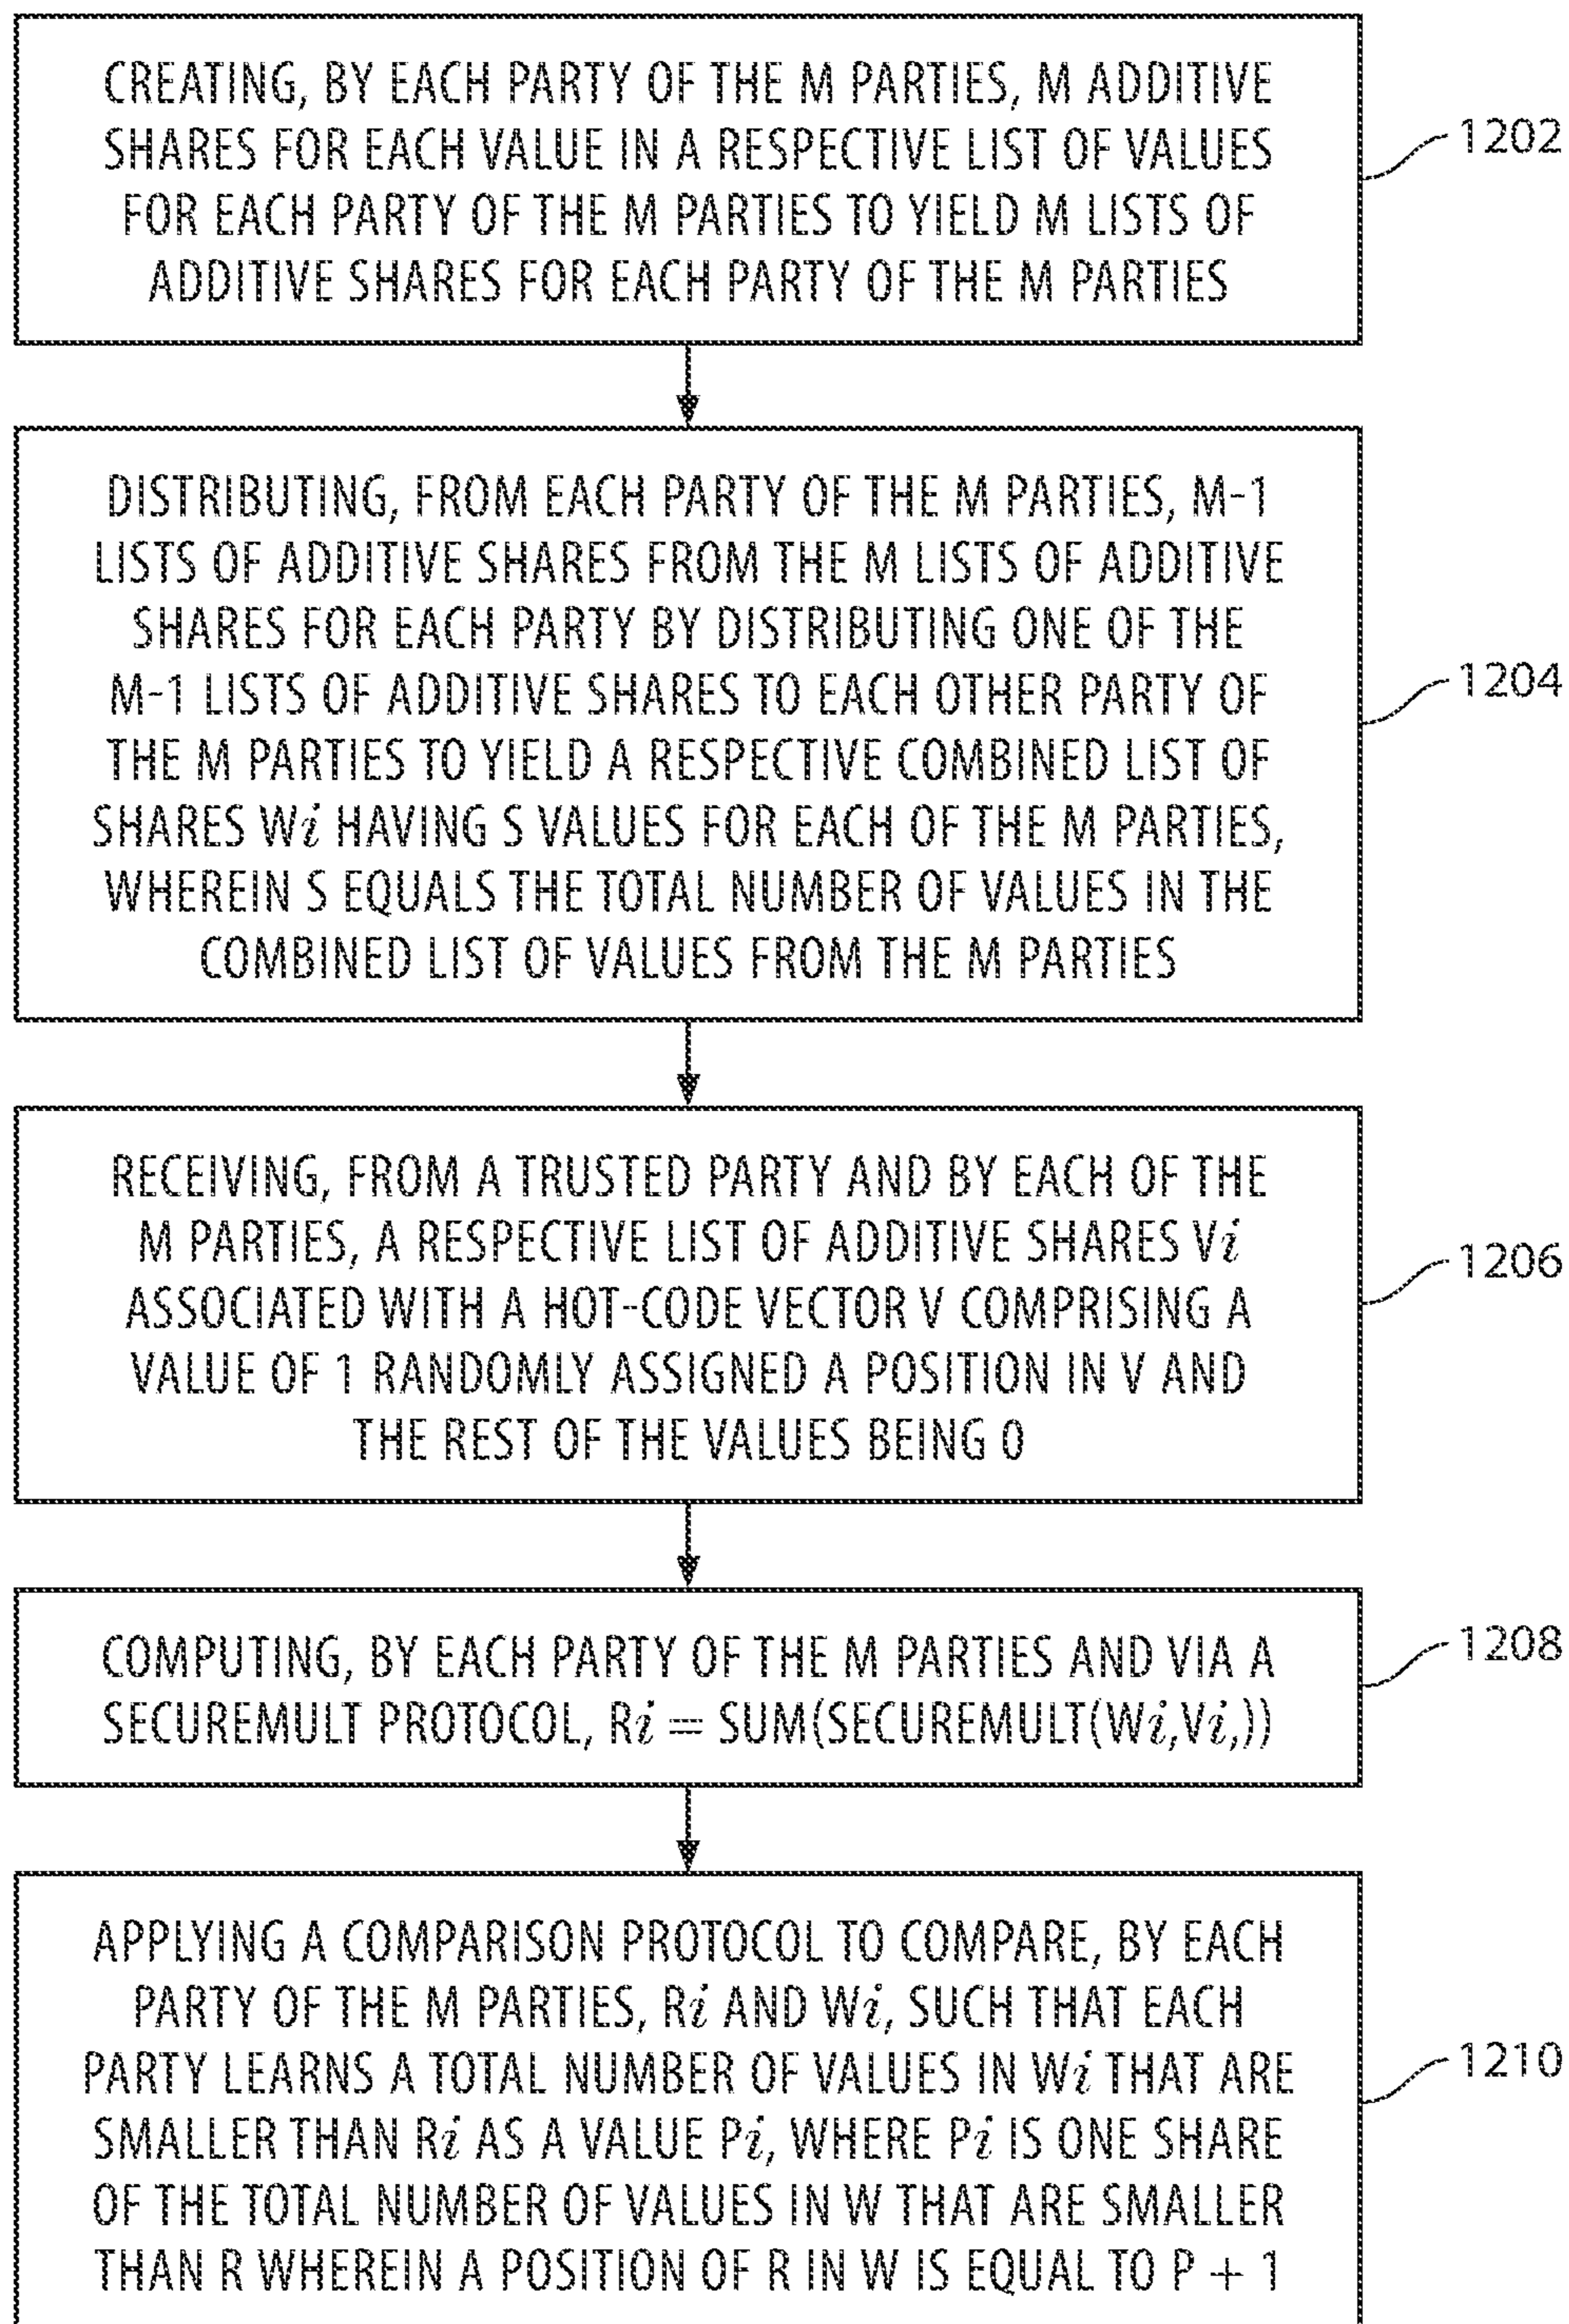 CREATING, BY EACH PARTY OF THE M PARTIES, M ADDITIVE
SHARES FOR EACH VALUE IN A RESPECTIVE LIST OF VALUES
FOR EACH PARTY OF THE M PARTIES TO YIELD M LISTS OF
ADDITIVE SHARES FOR EACH PARTY OF THE M PARTIES
1202
DISTRIBUTING, FROM EACH PARTY OF THE M PARTIES, M-1
LISTS OF ADDITIVE SHARES FROM THE M LISTS OF ADDITIVE
SHARES FOR EACH PARTY BY DISTRIBUTING ONE OF THE
M-1 LISTS OF ADDITIVE SHARES TO EACH OTHER PARTY OF
THE M PARTIES TO YIELD A RESPECTIVE COMBINED LIST OF
SHARES Wi HAVING S VALUES FOR EACH OF THE M PARTIES,
WHEREIN S EQUALS THE TOTAL NUMBER OF VALUES IN THE
COMBINED LIST OF VALUES FROM THE M PARTIES
1204
RECEIVING, FROM A TRUSTED PARTY AND BY EACH OF THE
M PARTIES, A RESPECTIVE LIST OF ADDITIVE SHARES Vi
ASSOCIATED WITH A HOT-CODE VECTOR V COMPRISING A
VALUE OF 1 RANDOMLY ASSIGNED A POSITION IN V AND
THE REST OF THE VALUES BEING 0
1206
COMPUTING, BY EACH PARTY OF THE M PARTIES AND VIA A
SECUREMULT PROTOCOL, Ri = SUM(SECUREMULT(Wi,Vi,))
1208
APPLYING A COMPARISON PROTOCOL TO COMPARE, BY EACH
PARTY OF THE M PARTIES, Ri AND Wi, SUCH THAT EACH
PARTY LEARNS A TOTAL NUMBER OF VALUES IN Wi THAT ARE
SMALLER THAN Ri AS A VALUE Pi, WHERE Pi IS ONE SHARE
OF THE TOTAL NUMBER OF VALUES IN W THAT ARE SMALLER
THAN R WHEREIN A POSITION OF R IN W IS EQUAL TO P + 1
1210